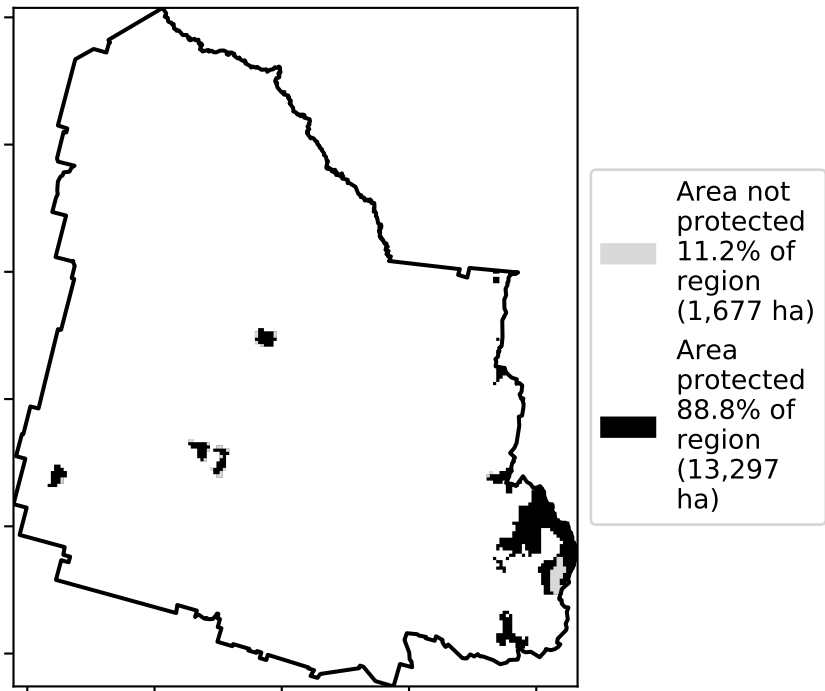 Area not
protected
11.2% of
region
(1,677 ha)
Area
protected
88.8% of
region
(13,297
ha)